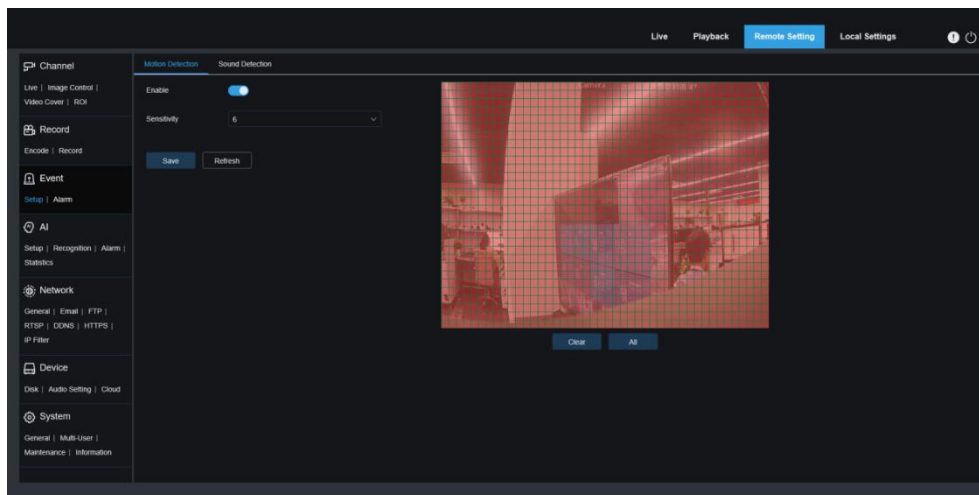 Live Playback Remote Setting Local Settings
Channel
Live | Image Control |
Video Cover | ROI
Record
Encode | Record
Event
Setup | Alarm
AI
Setup | Recognition | Alarm |
Statistics
Network
General | Email | FTP |
RTSP | DDNS | HTTPS |
IP Filter
Device
Disk | Audio Setting | Cloud
System
General | Multi-User |
Maintenance | Information
Motion Detection Sound Detection
Enable
Sensitivity 6
Save Refresh
Camera1
Clear All